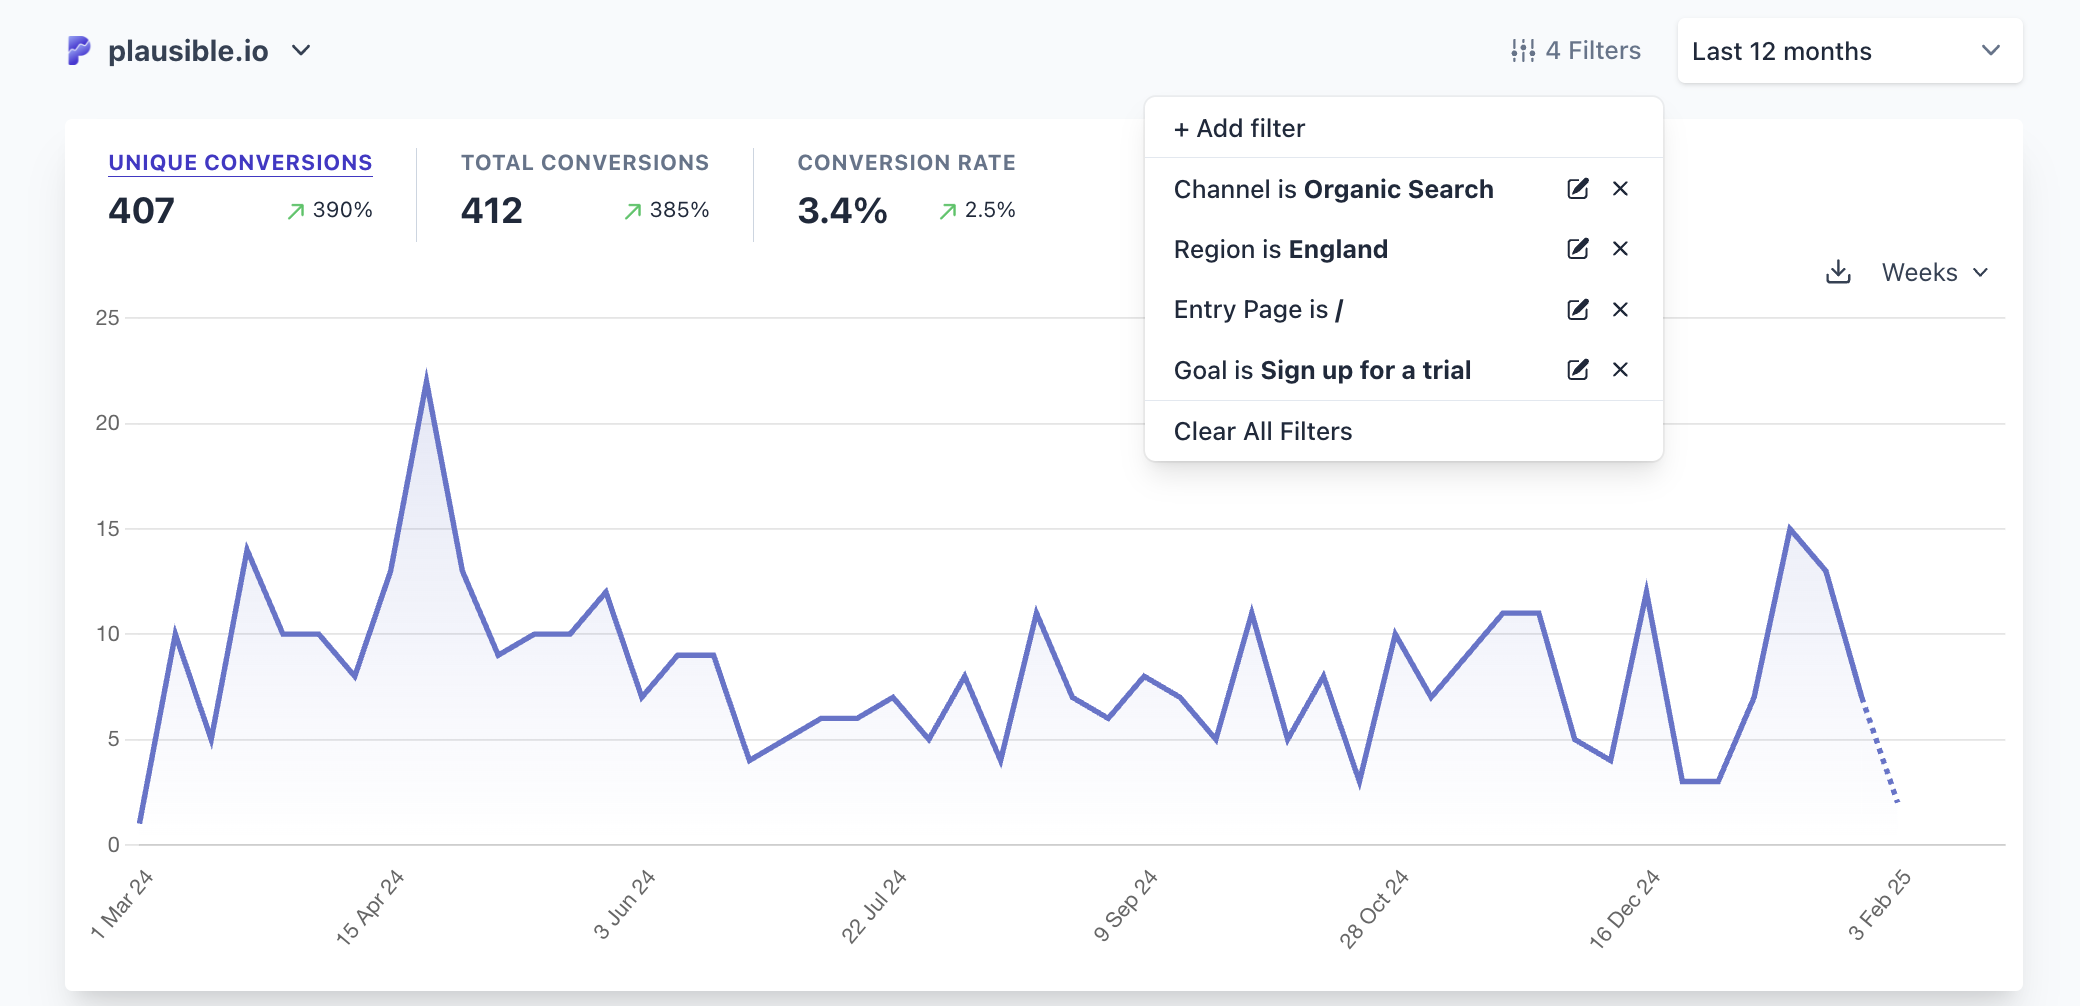 plausible.io
4 Filters
Last 12 months
+ Add filter
Channel is Organic Search
Region is England
Entry Page is /
Goal is Sign up for a trial
Clear All Filters
UNIQUE CONVERSIONS
407
390%
TOTAL CONVERSIONS
412
385%
CONVERSION RATE
3.4%
2.5%
Weeks
25
20
15
10
5
0
1 Mar 24
15 Apr 24
3 Jun 24
22 Jul 24
9 Sep 24
28 Oct 24
16 Dec 24
3 Feb 25